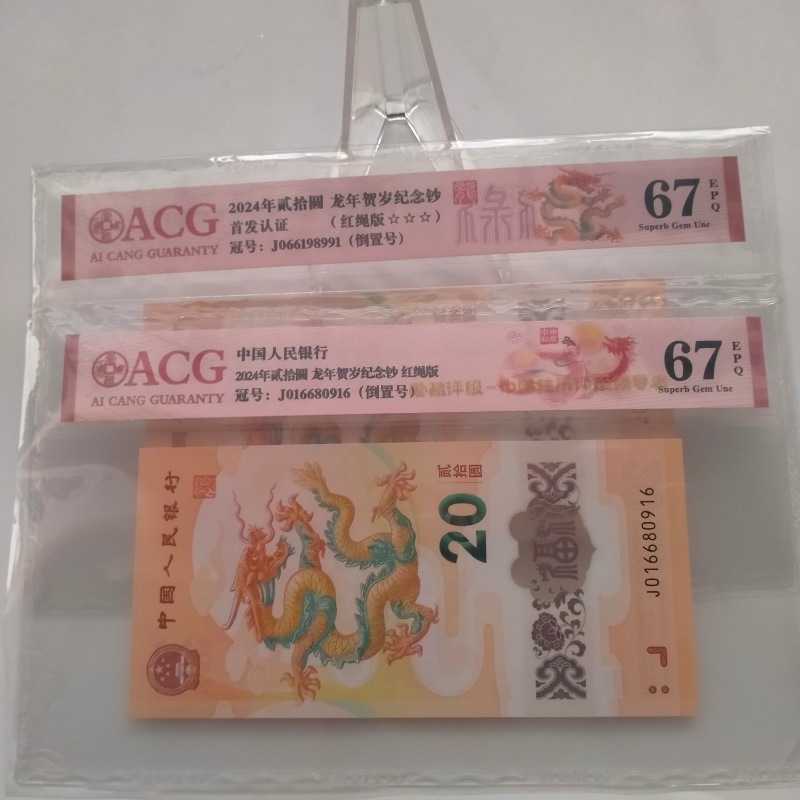 ACG
AI CANG GUARANTY
2024年贰拾圆 龙年贺岁纪念钞
首发认证 (红绳版☆☆☆)
冠号: J066198991 (倒置号)
67
EPQ
Superb Gem Unc
ACG
AI CANG GUARANTY
中国人民银行
2024年贰拾圆 龙年贺岁纪念钞 红绳版
冠号: J016680916 (倒置号)
67
EPQ
Superb Gem Unc
中国人民银行
贰拾圆
20
福
J016680916